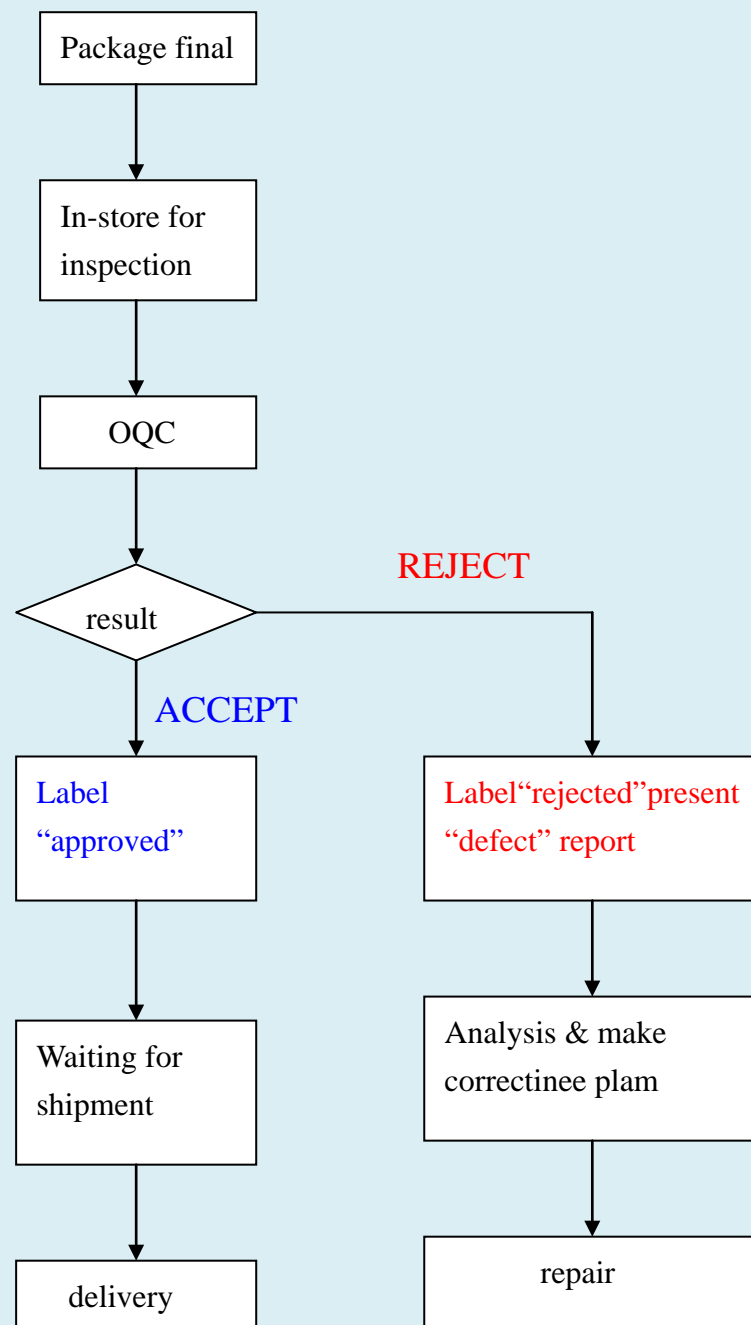 Package final
In-store for
inspection
OQC
result
REJECT
ACCEPT
Label
“approved”
Label“rejected”present
“defect” report
Waiting for
shipment
Analysis & make
correctinee plam
delivery
repair